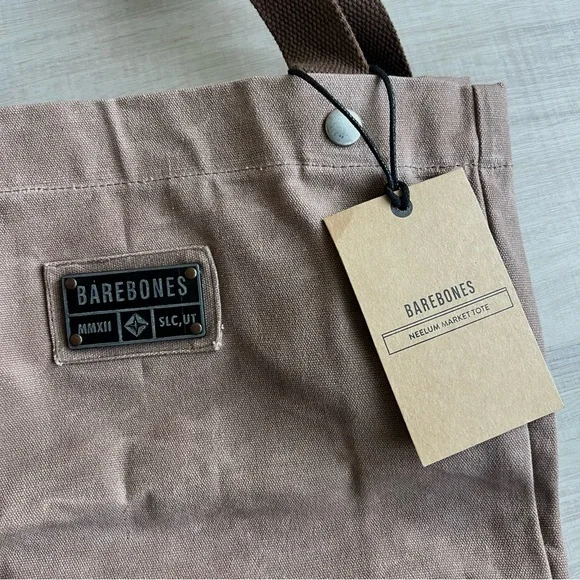 BAREBONES
MMXII SLC, UT
BAREBONES
NEELUM MARKET TOTE